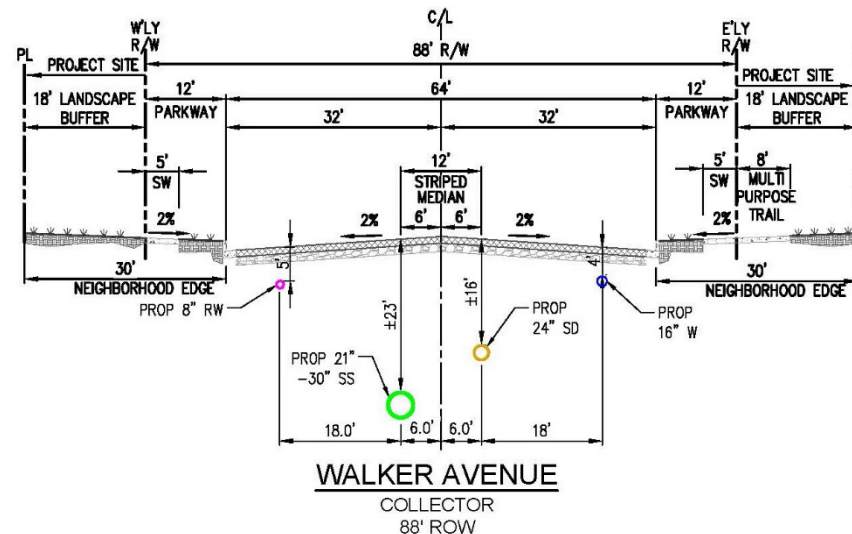 C/L
W'LY
R/W
E'LY
R/W
PL
88' R/W
PROJECT SITE
PROJECT SITE
18' LANDSCAPE
BUFFER
12'
PARKWAY
64'
12'
PARKWAY
18' LANDSCAPE
BUFFER
32'
32'
5'
SW
12'
STRIPED
MEDIAN
5'
SW
8'
MULTI
PURPOSE
TRAIL
2%
2%
6'
6'
2%
2%
30'
NEIGHBORHOOD EDGE
5'
4'
30'
NEIGHBORHOOD EDGE
PROP 8" RW
±23'
±16'
PROP
24" SD
PROP
16" W
PROP 21"
-30" SS
18.0'
6.0'
6.0'
18'
WALKER AVENUE
COLLECTOR
88' ROW